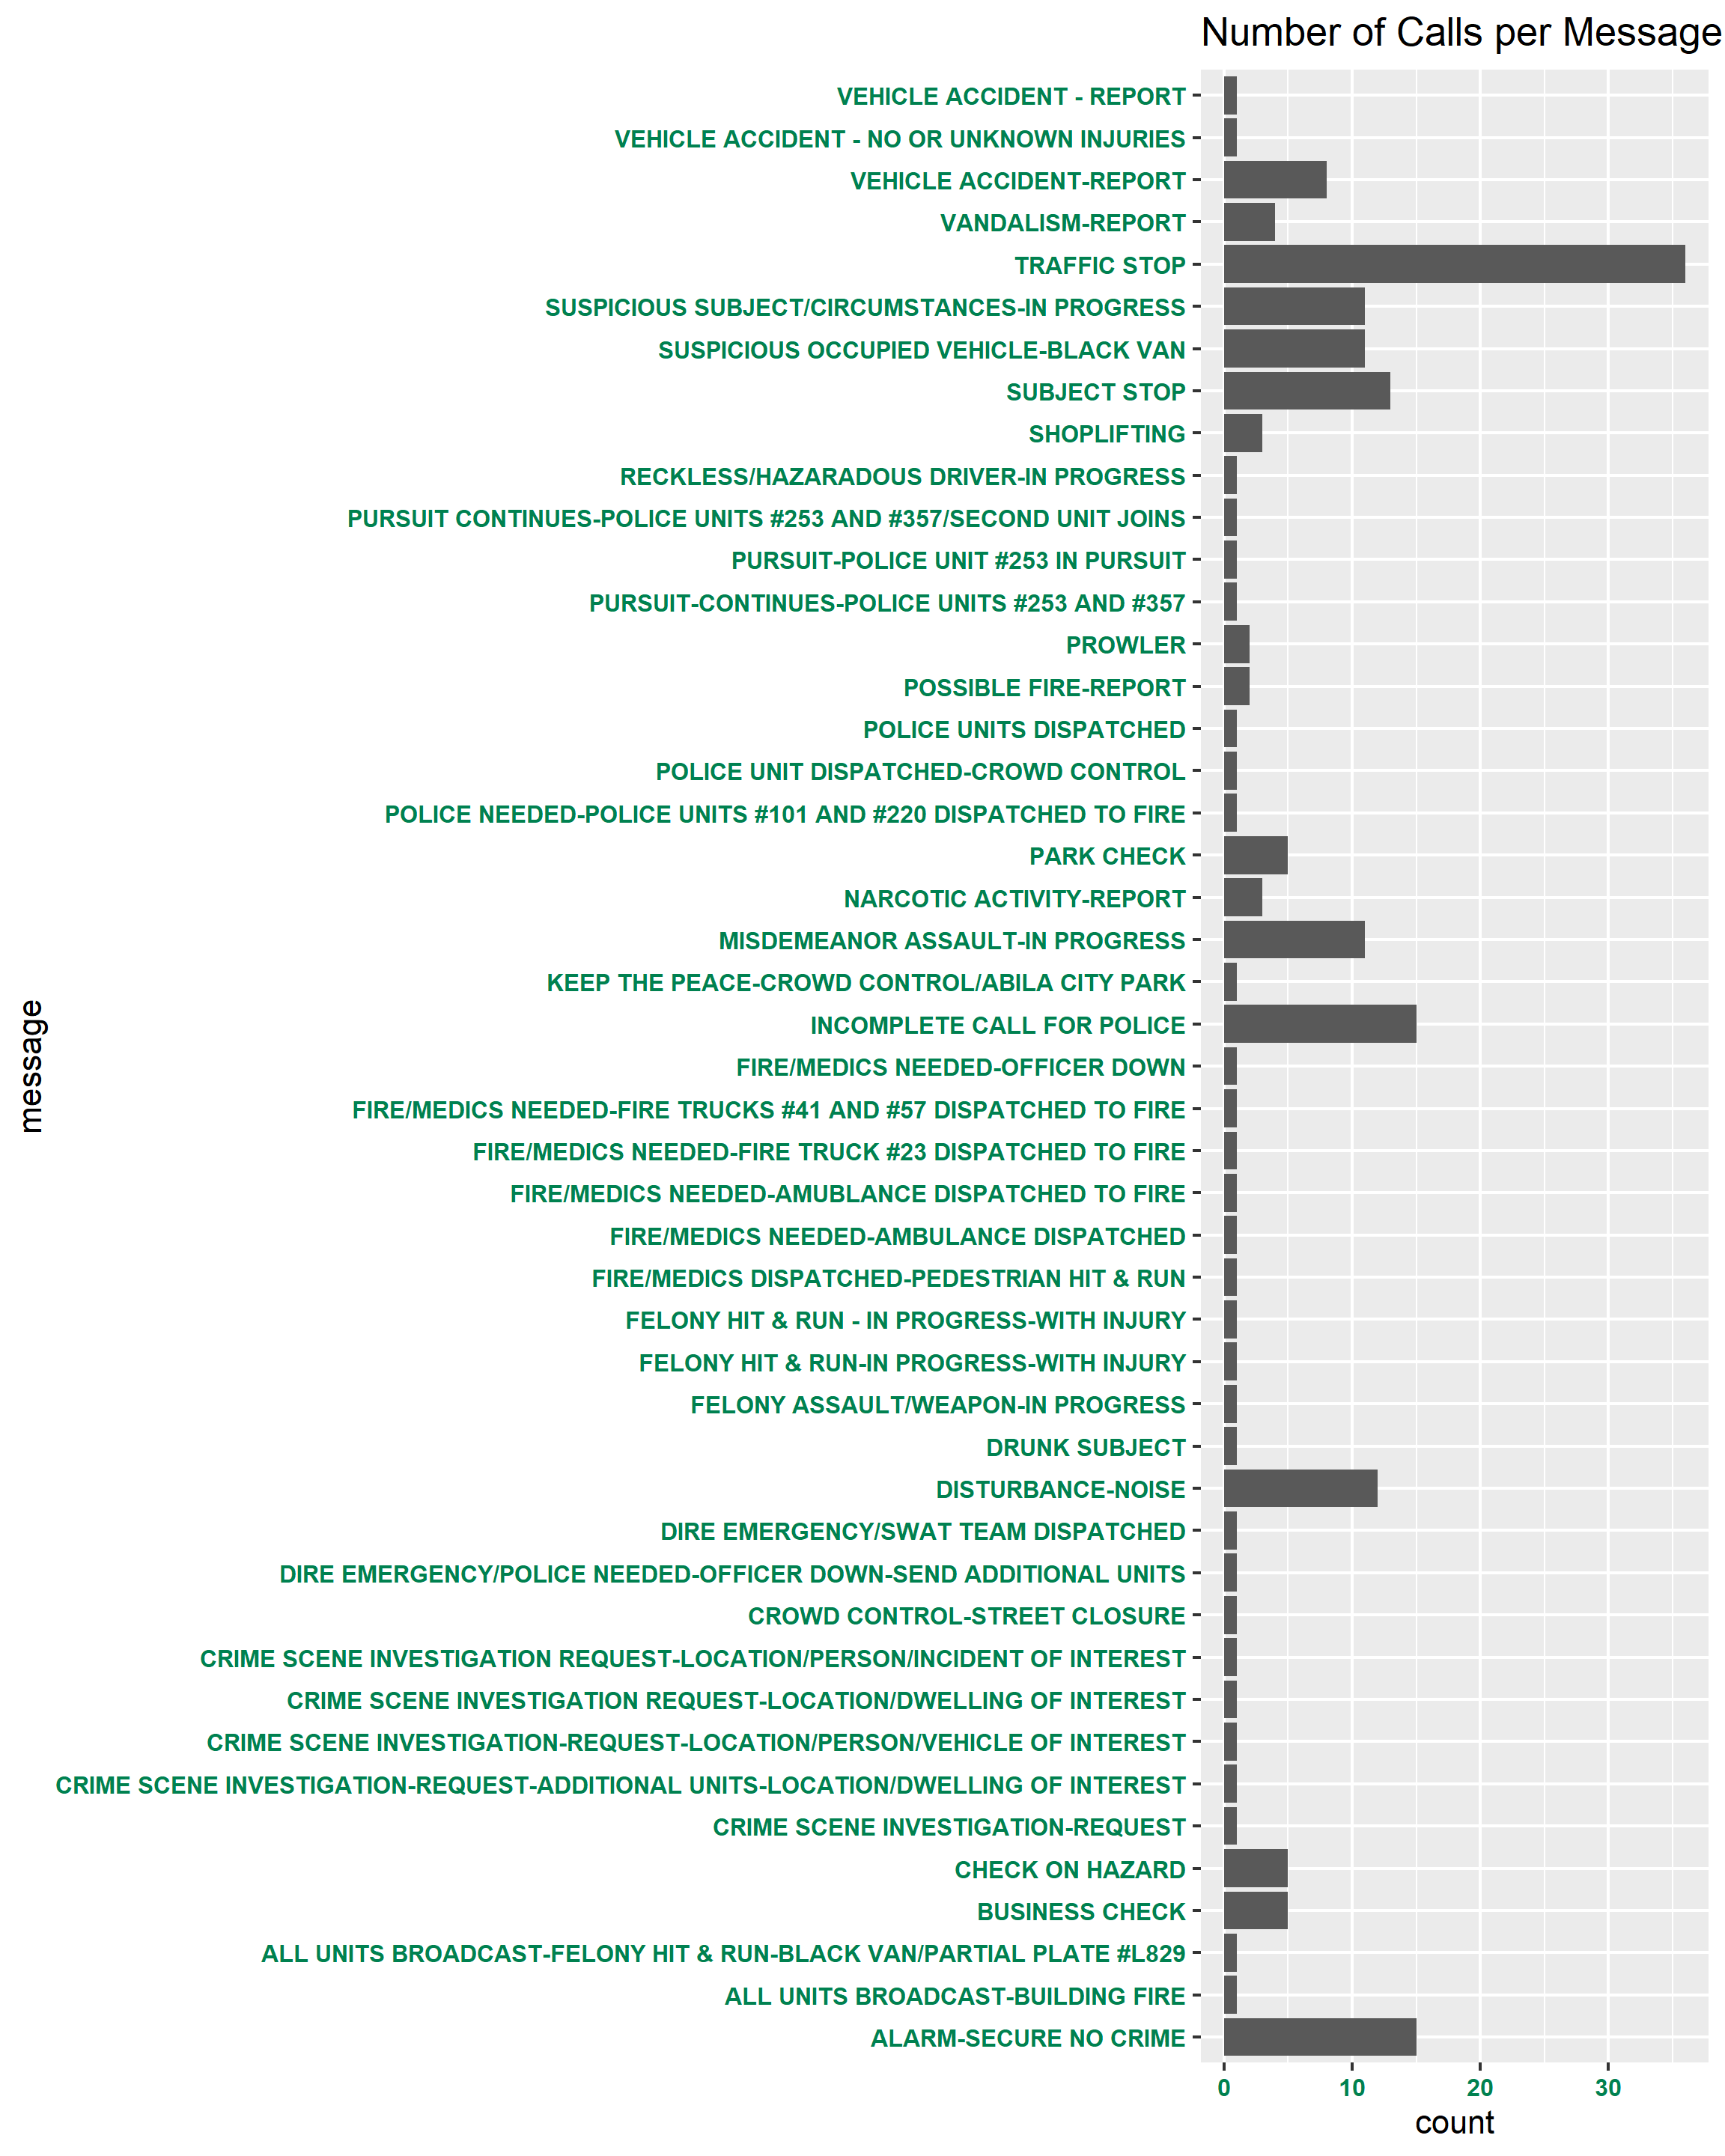 Number of Calls per Message
VEHICLE ACCIDENT - REPORT
VEHICLE ACCIDENT - NO OR UNKNOWN INJURIES
VEHICLE ACCIDENT-REPORT
VANDALISM-REPORT
TRAFFIC STOP
SUSPICIOUS SUBJECT/CIRCUMSTANCES-IN PROGRESS
SUSPICIOUS OCCUPIED VEHICLE-BLACK VAN
SUBJECT STOP
SHOPLIFTING
RECKLESS/HAZARADOUS DRIVER-IN PROGRESS
PURSUIT CONTINUES-POLICE UNITS #253 AND #357/SECOND UNIT JOINS
PURSUIT-POLICE UNIT #253 IN PURSUIT
PURSUIT-CONTINUES-POLICE UNITS #253 AND #357
PROWLER
POSSIBLE FIRE-REPORT
POLICE UNITS DISPATCHED
POLICE UNIT DISPATCHED-CROWD CONTROL
POLICE NEEDED-POLICE UNITS #101 AND #220 DISPATCHED TO FIRE
PARK CHECK
NARCOTIC ACTIVITY-REPORT
MISDEMEANOR ASSAULT-IN PROGRESS
KEEP THE PEACE-CROWD CONTROL/ABILA CITY PARK
INCOMPLETE CALL FOR POLICE
FIRE/MEDICS NEEDED-OFFICER DOWN
FIRE/MEDICS NEEDED-FIRE TRUCKS #41 AND #57 DISPATCHED TO FIRE
FIRE/MEDICS NEEDED-FIRE TRUCK #23 DISPATCHED TO FIRE
FIRE/MEDICS NEEDED-AMUBLANCE DISPATCHED TO FIRE
FIRE/MEDICS NEEDED-AMBULANCE DISPATCHED
FIRE/MEDICS DISPATCHED-PEDESTRIAN HIT & RUN
FELONY HIT & RUN - IN PROGRESS-WITH INJURY
FELONY HIT & RUN-IN PROGRESS-WITH INJURY
FELONY ASSAULT/WEAPON-IN PROGRESS
DRUNK SUBJECT
DISTURBANCE-NOISE
DIRE EMERGENCY/SWAT TEAM DISPATCHED
DIRE EMERGENCY/POLICE NEEDED-OFFICER DOWN-SEND ADDITIONAL UNITS
CROWD CONTROL-STREET CLOSURE
CRIME SCENE INVESTIGATION REQUEST-LOCATION/PERSON/INCIDENT OF INTEREST
CRIME SCENE INVESTIGATION REQUEST-LOCATION/DWELLING OF INTEREST
CRIME SCENE INVESTIGATION-REQUEST-LOCATION/PERSON/VEHICLE OF INTEREST
CRIME SCENE INVESTIGATION-REQUEST-ADDITIONAL UNITS-LOCATION/DWELLING OF INTEREST
CRIME SCENE INVESTIGATION-REQUEST
CHECK ON HAZARD
BUSINESS CHECK
ALL UNITS BROADCAST-FELONY HIT & RUN-BLACK VAN/PARTIAL PLATE #L829
ALL UNITS BROADCAST-BUILDING FIRE
ALARM-SECURE NO CRIME
message
0 10 20 30
count